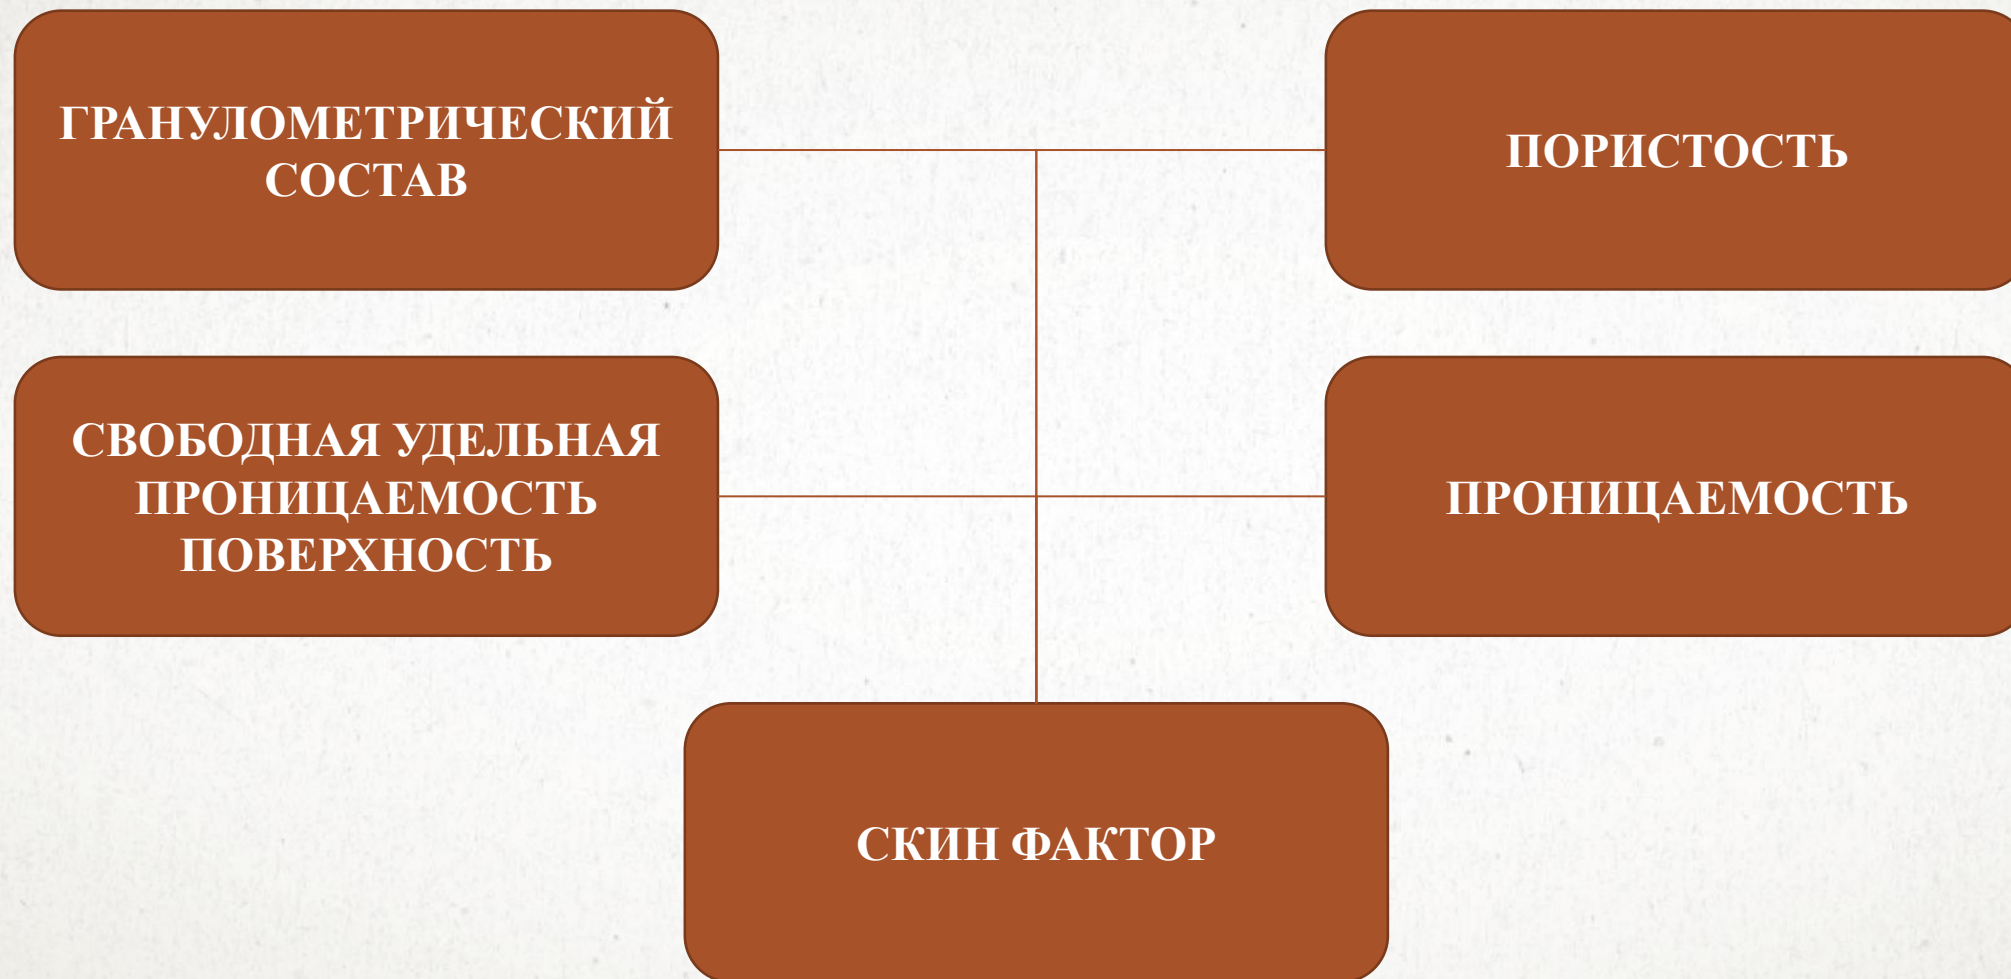 ГРАНУЛОМЕТРИЧЕСКИЙ
СОСТАВ
ПОРИСТОСТЬ
СВОБОДНАЯ УДЕЛЬНАЯ
ПРОНИЦАЕМОСТЬ
ПОВЕРХНОСТЬ
ПРОНИЦАЕМОСТЬ
СКИН ФАКТОР